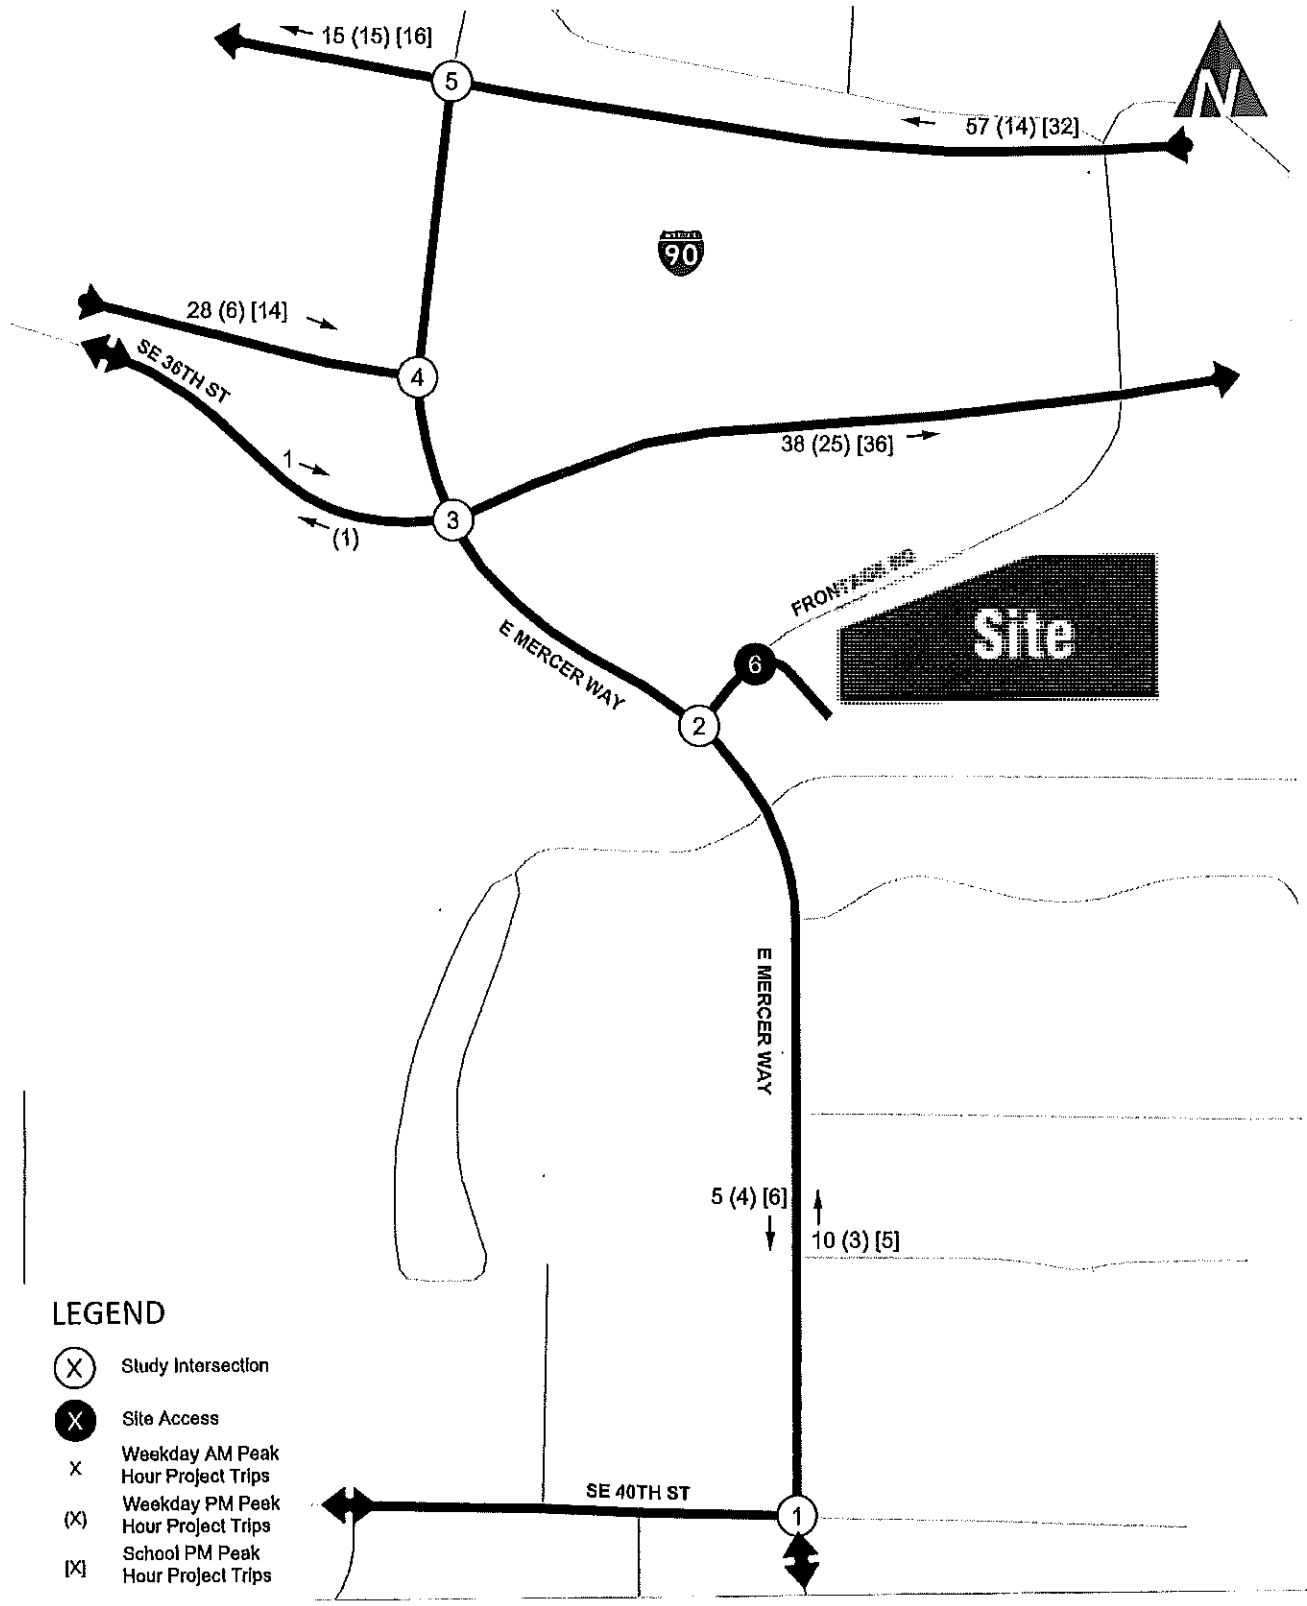 15 (15) [16]
5
N
57 (14) [32]
90
28 (6) [14]
SE 36TH ST
4
38 (25) [36]
1
3
(1)
FRONTAGE RD
Site
E MERCER WAY
6
2
E MERCER WAY
5 (4) [6]
10 (3) [5]
LEGEND
X Study Intersection
X Site Access
X Weekday AM Peak
Hour Project Trips
(X) Weekday PM Peak
Hour Project Trips
[X] School PM Peak
Hour Project Trips
SE 40TH ST
1